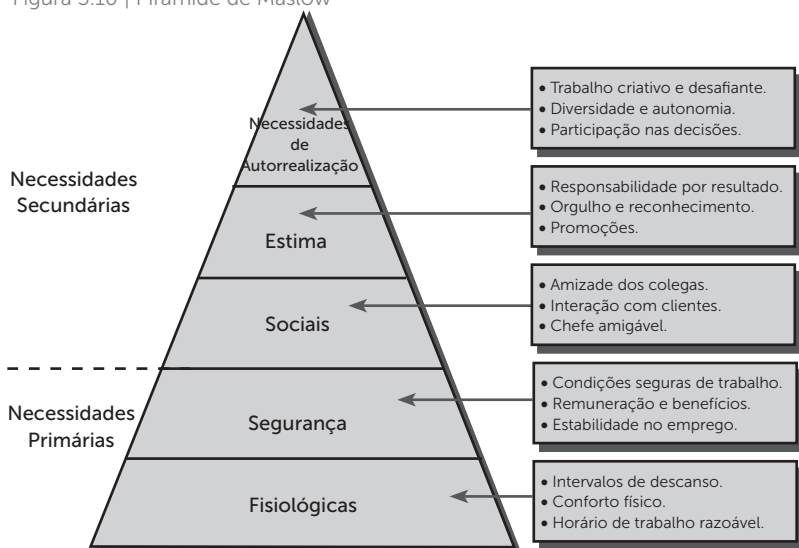 Figura 3.10 | Pirâmide de Maslow
Necessidades
de
Autorrealização
• Trabalho criativo e desafiante.
• Diversidade e autonomia.
• Participação nas decisões.
Necessidades
Secundárias
Estima
• Responsabilidade por resultado.
• Orgulho e reconhecimento.
• Promoções.
Sociais
• Amizade dos colegas.
• Interação com clientes.
• Chefe amigável.
Necessidades
Primárias
Segurança
• Condições seguras de trabalho.
• Remuneração e benefícios.
• Estabilidade no emprego.
Fisiológicas
• Intervalos de descanso.
• Conforto físico.
• Horário de trabalho razoável.